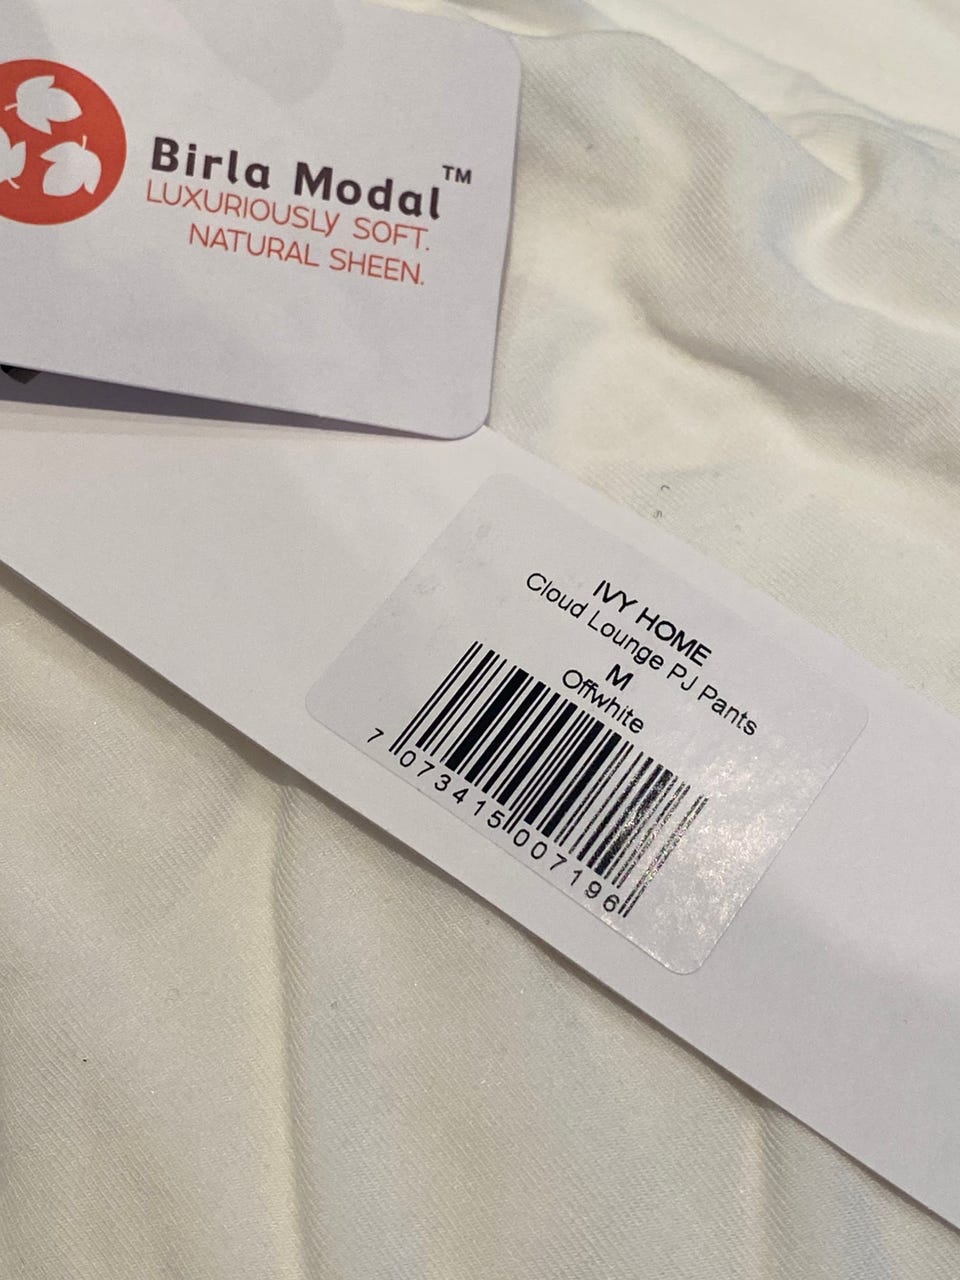 Birla Modal™
LUXURIOUSLY SOFT.
NATURAL SHEEN.
IVY HOME
Cloud Lounge PJ Pants
M
Offwhite
7 073415 007196